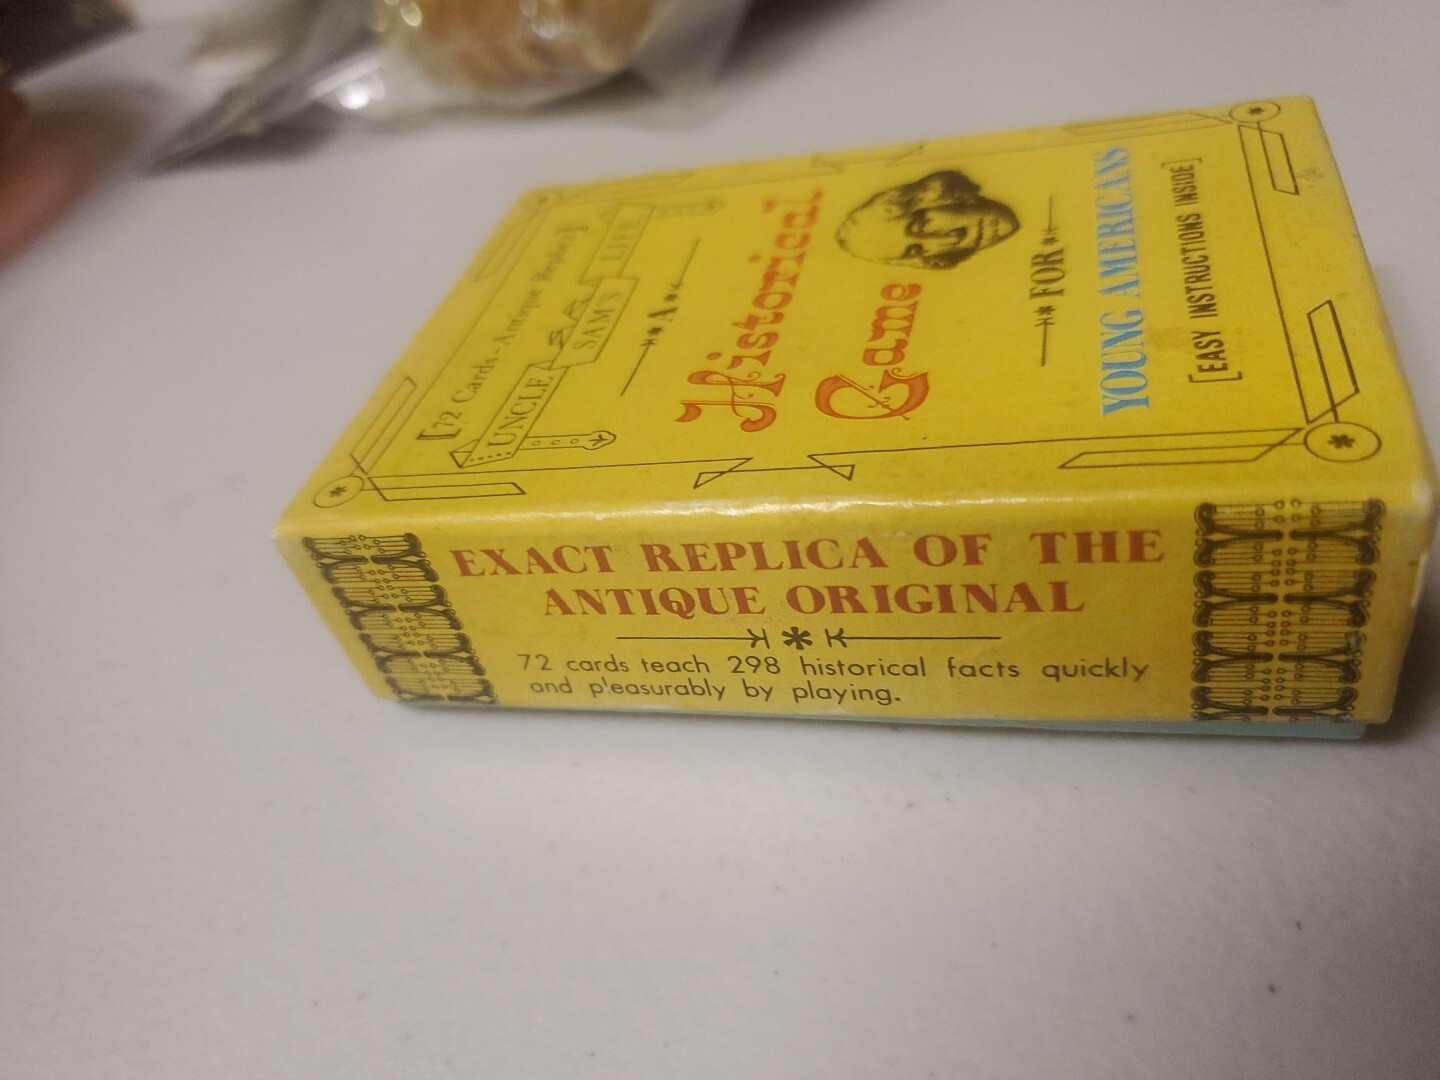 [72 Cards - Antique Replica]
UNCLE SAM'S LIFE
A
Historical
Game
FOR
YOUNG AMERICANS
[EASY INSTRUCTIONS INSIDE]
EXACT REPLICA OF THE
ANTIQUE ORIGINAL
72 cards teach 298 historical facts quickly
and pleasurably by playing.